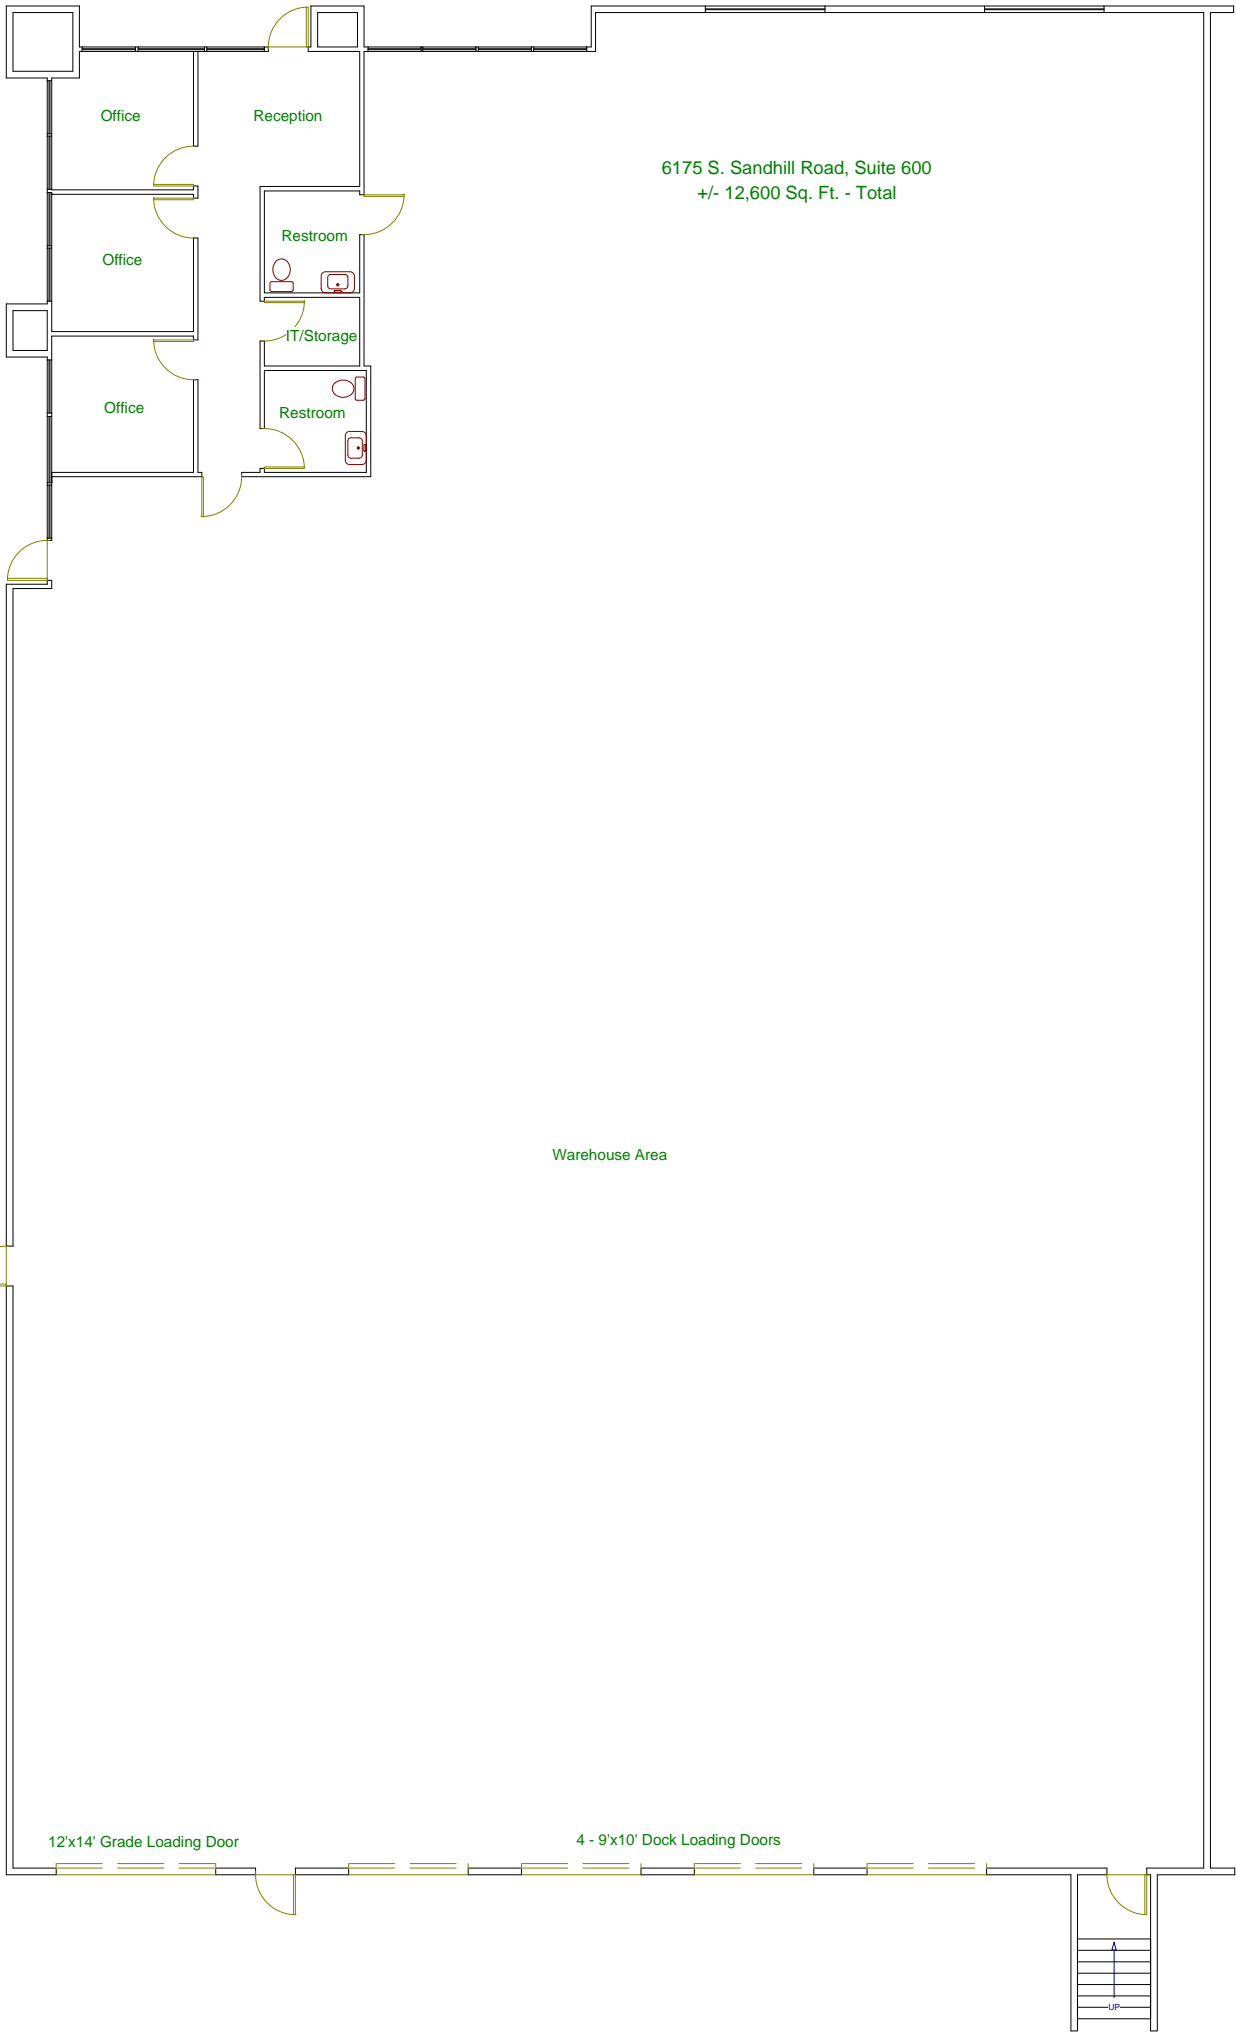 Office
Reception
6175 S. Sandhill Road, Suite 600
+/- 12,600 Sq. Ft. - Total
Restroom
Office
IT/Storage
Office
Restroom
Warehouse Area
12'x14' Grade Loading Door
4 - 9'x10' Dock Loading Doors
UP